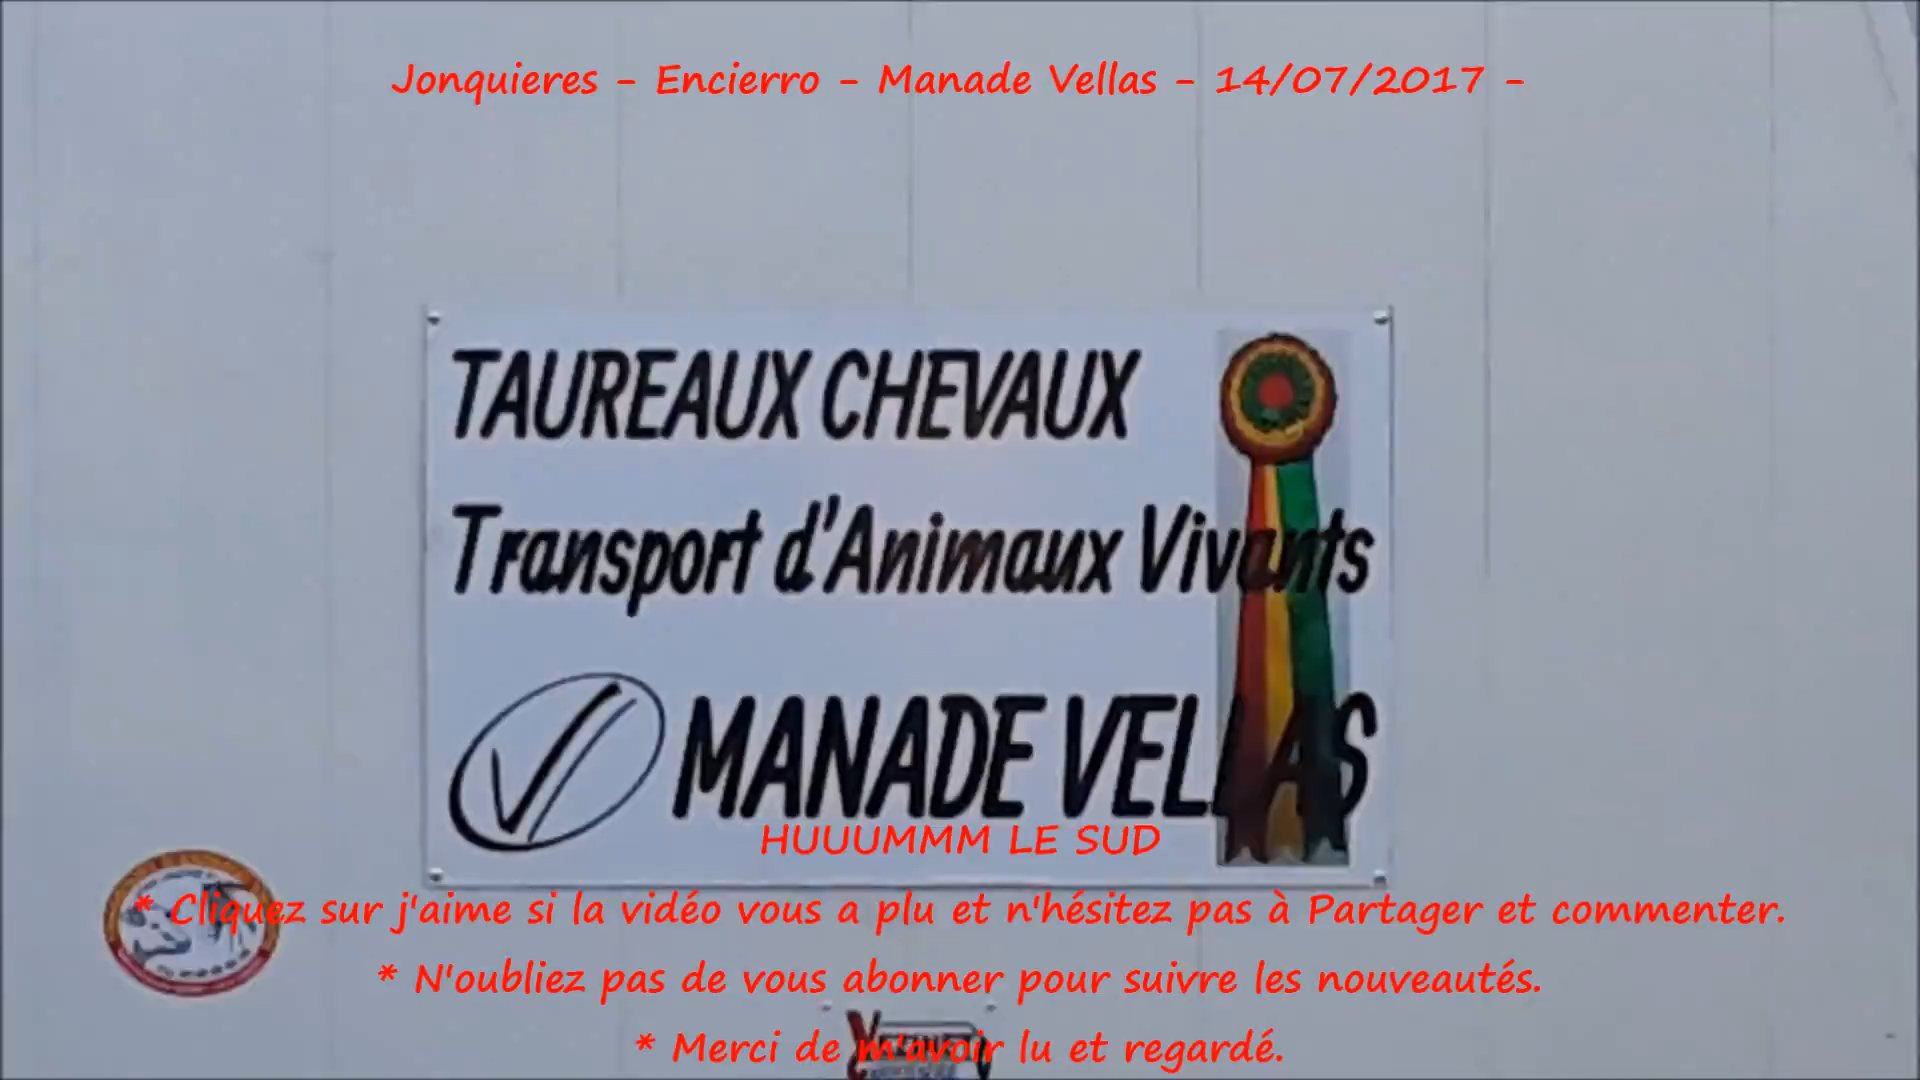 Jonquieres - Encierro - Manade Vellas - 14/07/2017 -
TAUREAUX CHEVAUX
Transport d'Animaux Vivants
MANADE VELLAS
HUUUMMM LE SUD
* Cliquez sur j'aime si la vidéo vous a plu et n'hésitez pas à Partager et commenter.
* N'oubliez pas de vous abonner pour suivre les nouveautés.
* Merci de m'avoir lu et regardé.